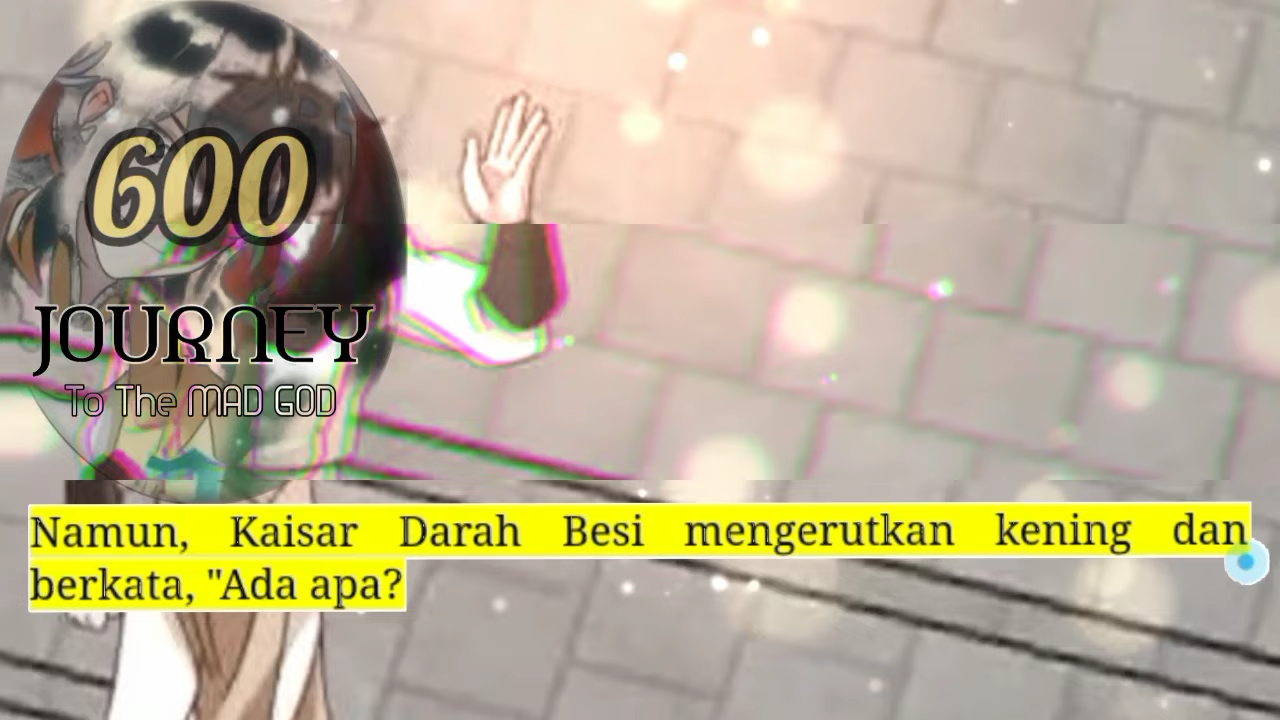 600
JOURNEY
To The MAD GOD
Namun, Kaisar Darah Besi mengerutkan kening dan
berkata, "Ada apa?